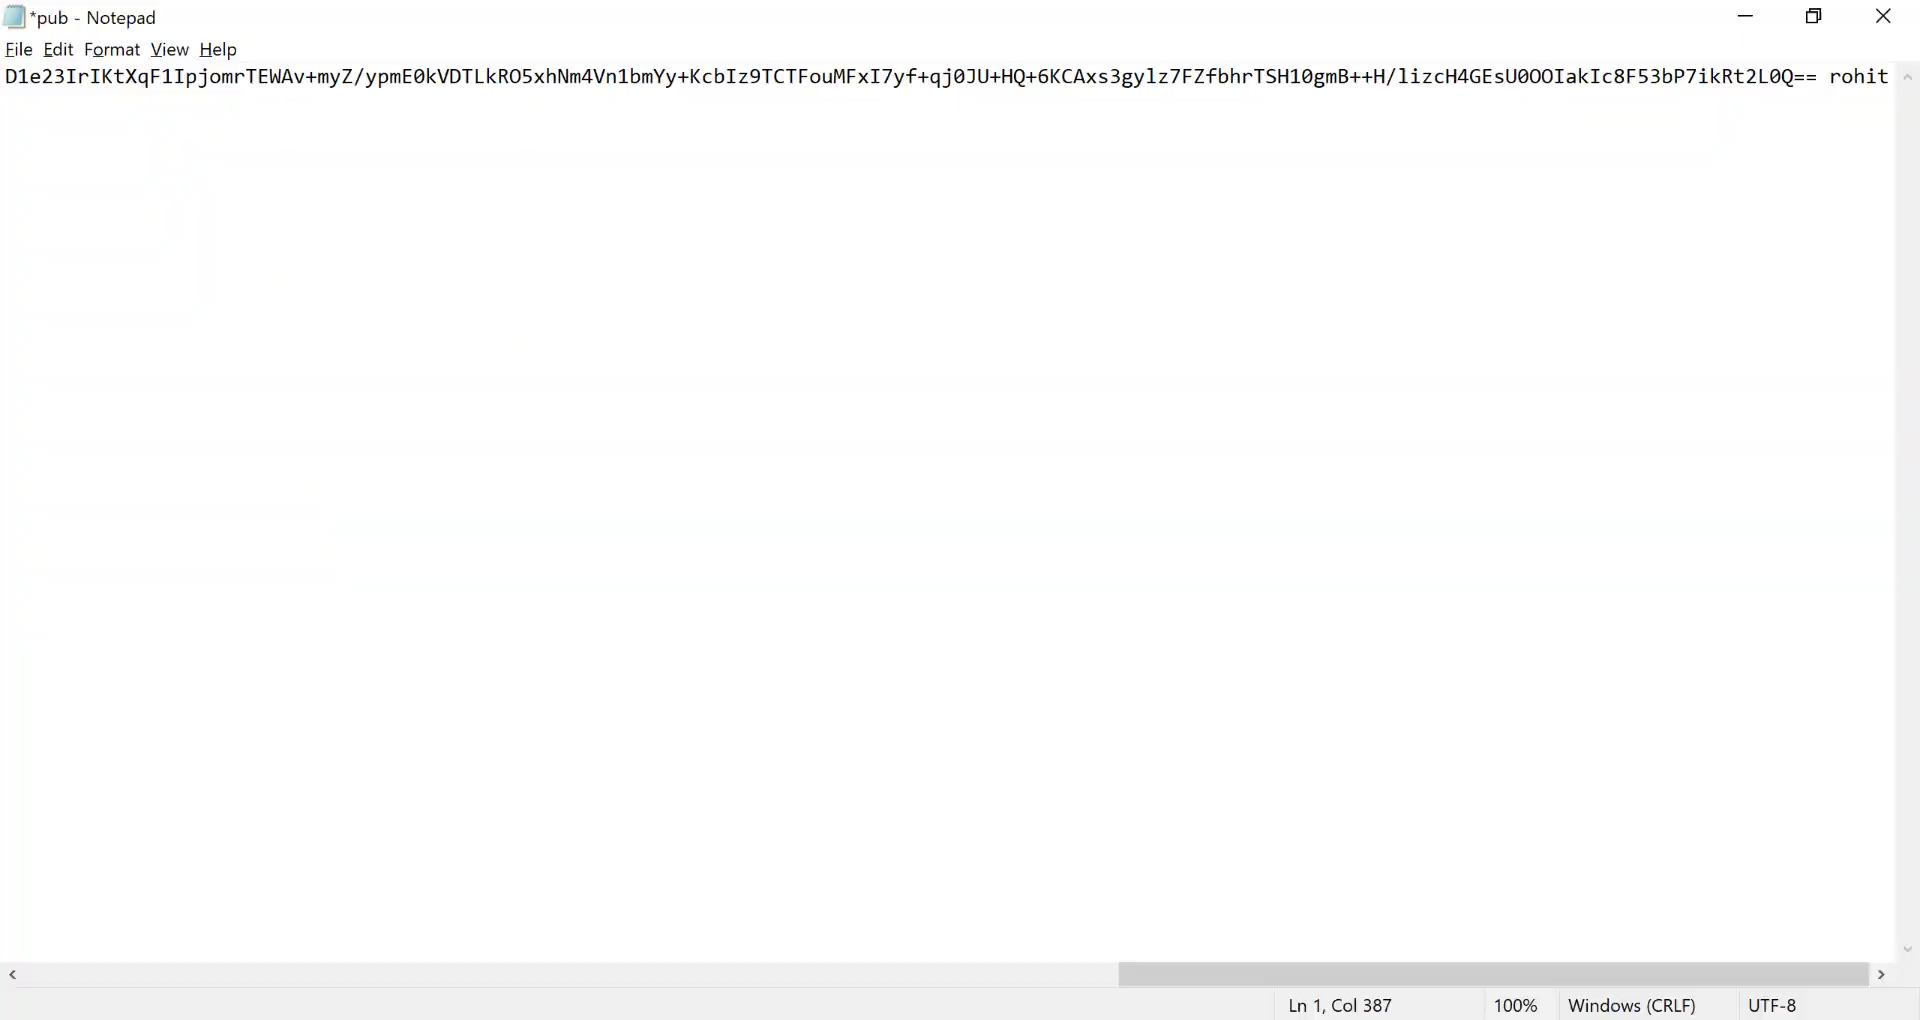 *pub - Notepad
File Edit Format View Help
D1e23IrIKtXqF1IpjomrTEWAv+myZ/ypmE0kVDTLkRO5xhNm4Vn1bmYy+KcbIz9TCTFouMFxI7yf+qj0JU+HQ+6KCAxs3gylz7FZfbhrTSH10gmB++H/lizcH4GEsU0OOIakIc8F53bP7ikRt2L0Q== rohit
Ln 1, Col 387 100% Windows (CRLF) UTF-8